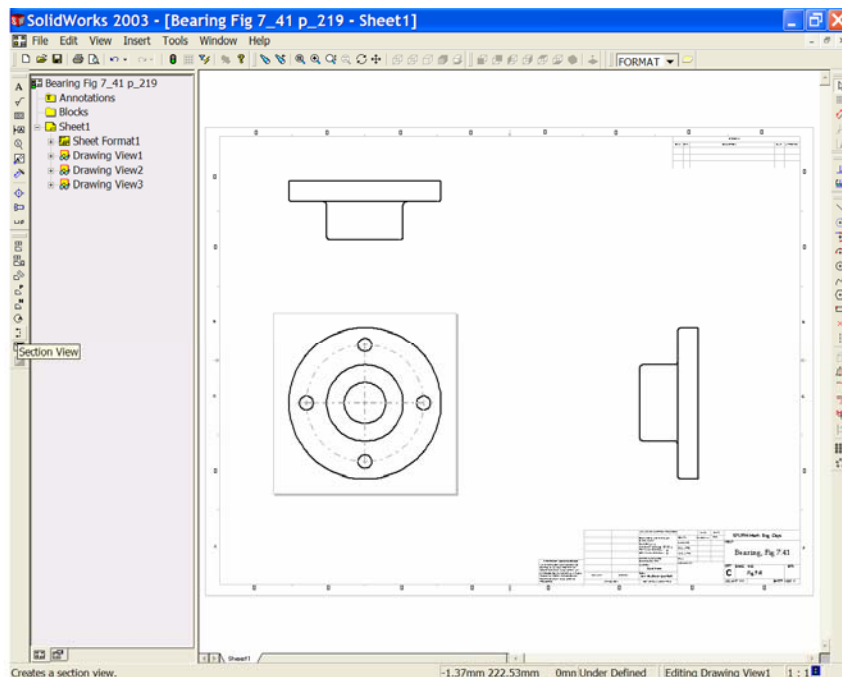 SolidWorks 2003 - [Bearing Fig 7_41 p_219 - Sheet1]
File Edit View Insert Tools Window Help
FORMAT
Bearing Fig 7_41 p_219
Annotations
Blocks
Sheet1
Sheet Format1
Drawing View1
Drawing View2
Drawing View3
Section View
Bearing, Fig 7.41
C
Sheet1
Creates a section view.
-1.37mm 222.53mm 0mn Under Defined Editing Drawing View1 1 : 1